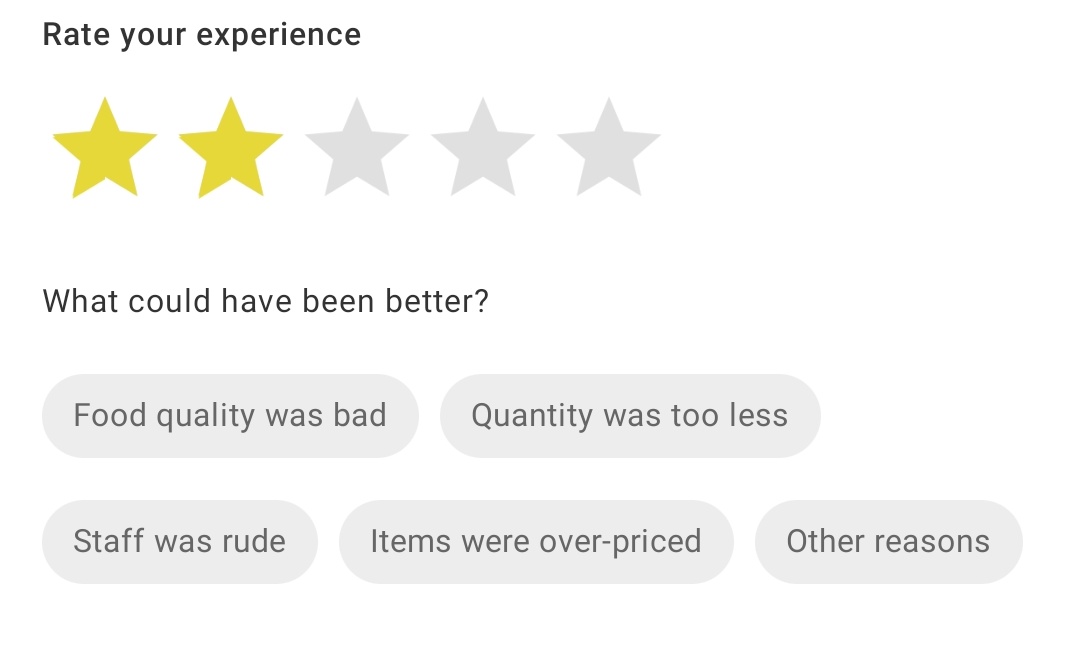 Rate your experience
What could have been better?
Food quality was bad Quantity was too less
Staff was rude Items were over-priced Other reasons